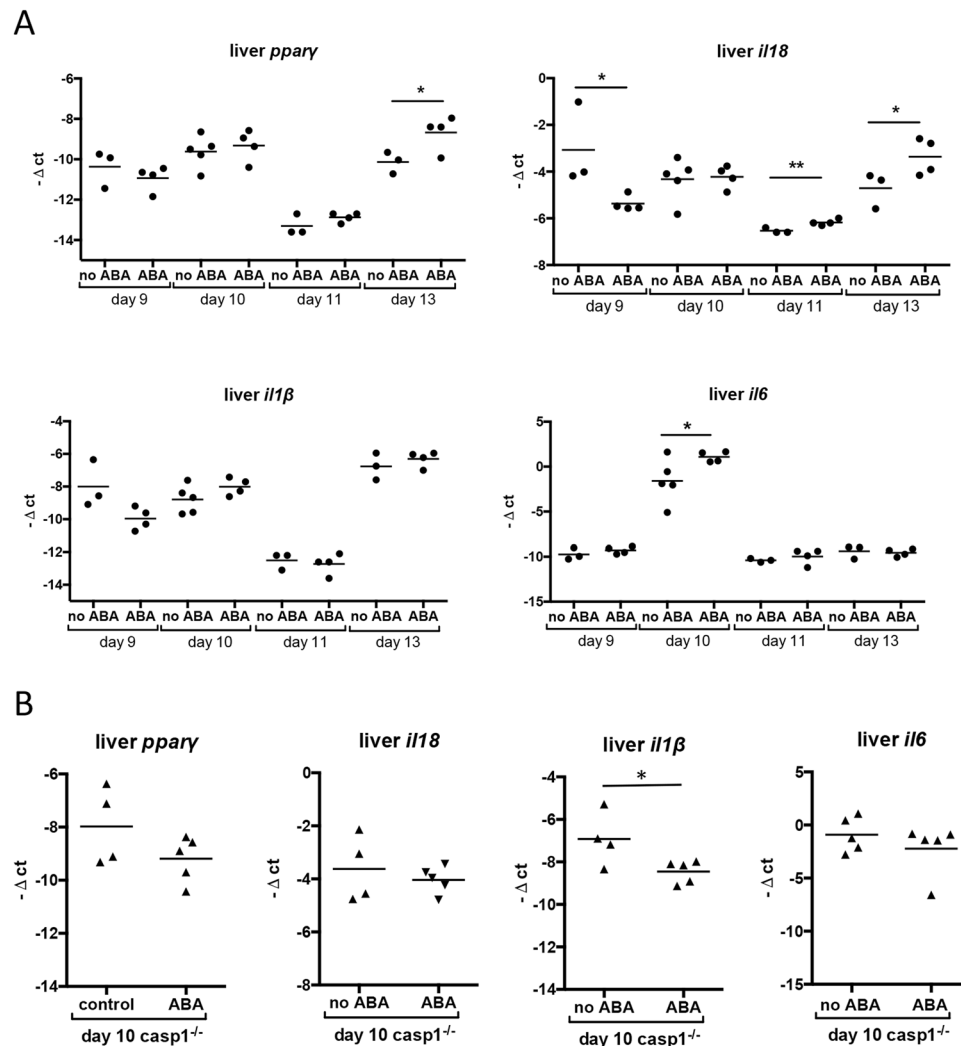 A
liver pparγ
- Δ ct
-6
-8
-10
-12
-14
*
no ABA ABA no ABA ABA no ABA ABA no ABA ABA
day 9 day 10 day 11 day 13
liver il18
- Δ ct
0
-2
-4
-6
-8
*
**
*
no ABA ABA no ABA ABA no ABA ABA no ABA ABA
day 9 day 10 day 11 day 13
liver il1β
- Δ ct
-4
-6
-8
-10
-12
-14
no ABA ABA no ABA ABA no ABA ABA no ABA ABA
day 9 day 10 day 11 day 13
liver il6
- Δ ct
5
0
-5
-10
-15
*
no ABA ABA no ABA ABA no ABA ABA no ABA ABA
day 9 day 10 day 11 day 13
B
liver pparγ
- Δ ct
-6
-8
-10
-12
-14
control ABA
day 10 casp1-/-
liver il18
- Δ ct
0
-2
-4
-6
-8
no ABA ABA
day 10 casp1-/-
liver il1β
- Δ ct
-4
-6
-8
-10
-12
-14
*
no ABA ABA
day 10 casp1-/-
liver il6
- Δ ct
5
0
-5
-10
-15
no ABA ABA
day 10 casp1-/-